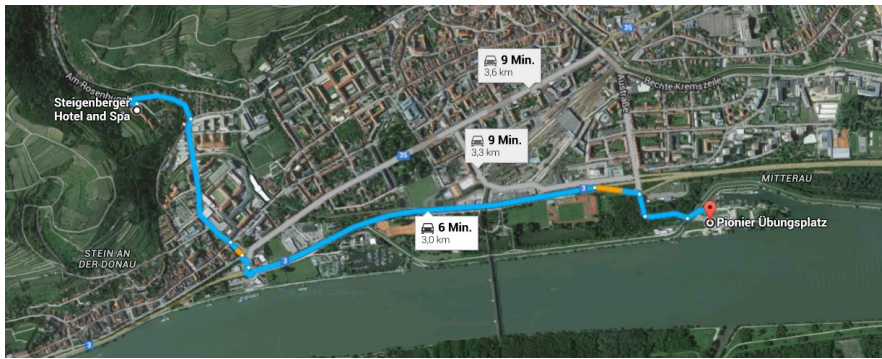 35
9 Min.
3,6 km
Am-Rosenhügel
Steigenberger
Hotel and Spa
Austraße
Rechte Kremszeile
9 Min.
3,3 km
35
MITTERAU
3
Pionier Übungsplatz
6 Min.
3,0 km
STEIN AN
DER DONAU
3
3